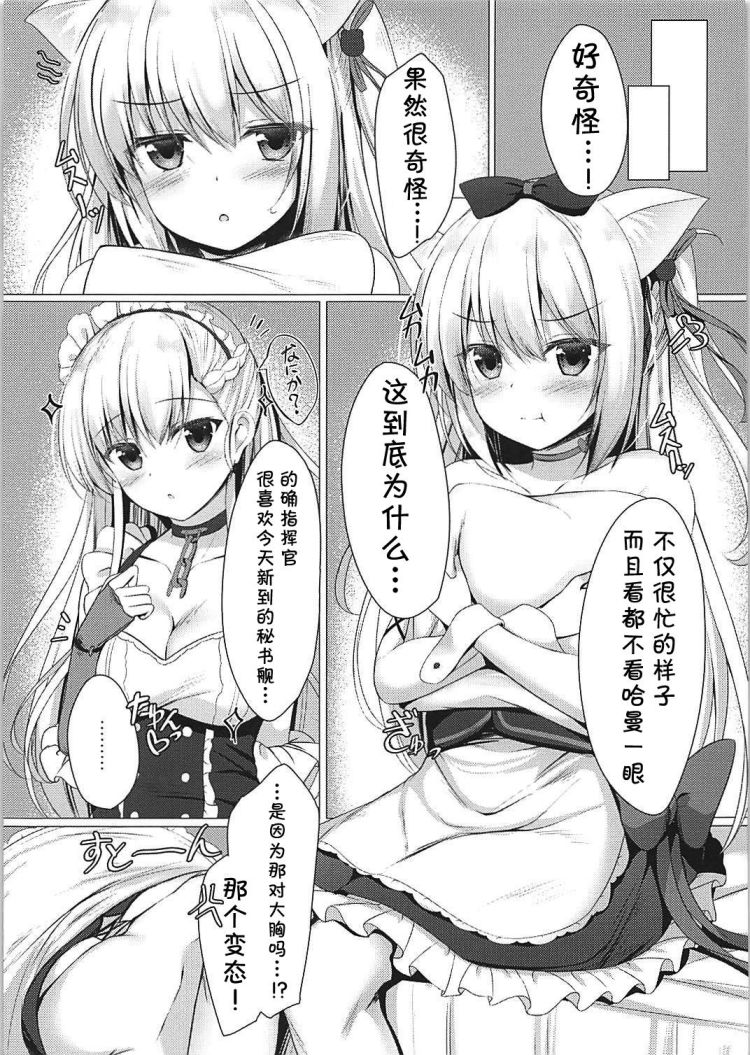 好奇怪…!
果然很奇怪…!
ムスーッ
ムカ
ムカ
ムスーッ
这到底为什么…
不仅很忙的样子
而且看都不看哈曼一眼
ぎゅっ
なにか？
的确指挥官
很喜欢今天新到的秘书舰…
………
たゆんっ
…是因为那对大胸吗…!?
那个变态！
すとーん